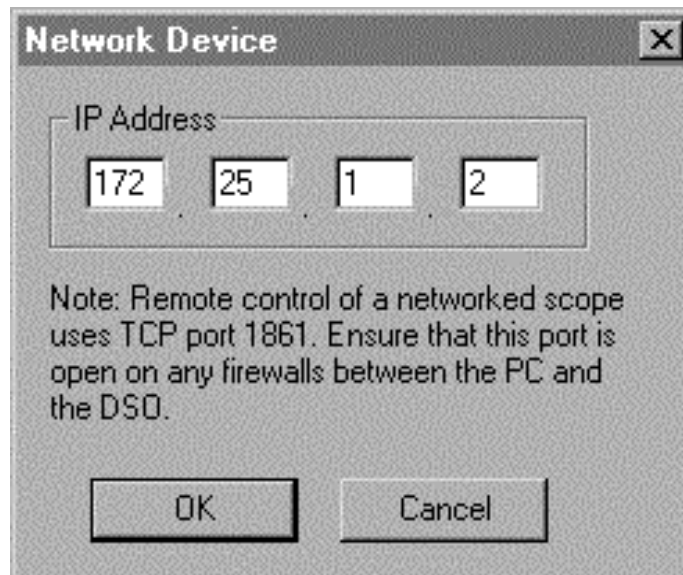 Network Device
IP Address
172 . 25 . 1 . 2
Note: Remote control of a networked scope
uses TCP port 1861. Ensure that this port is
open on any firewalls between the PC and
the DSO.
OK Cancel